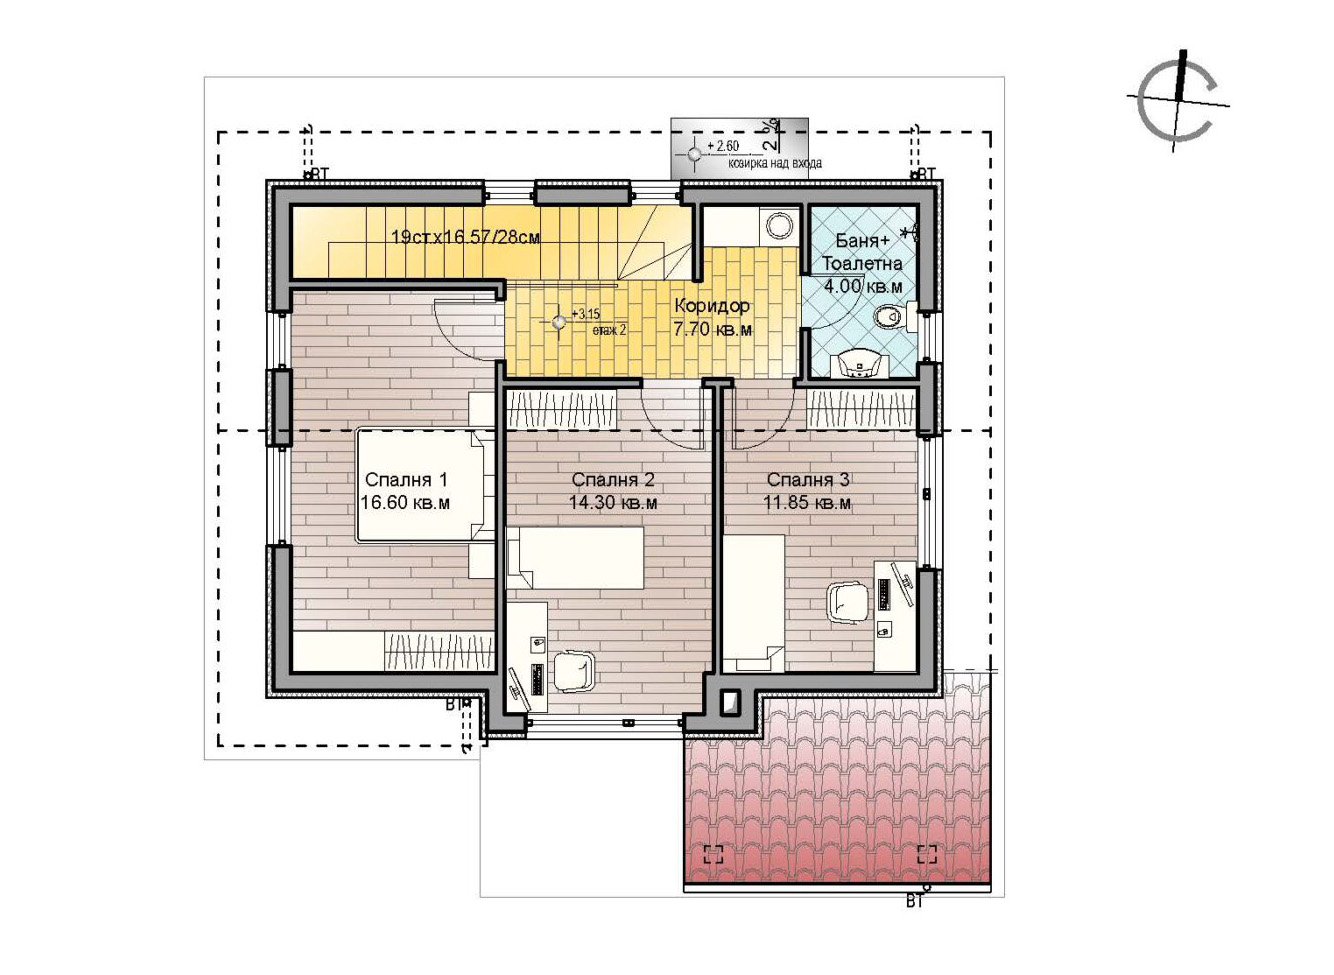 2 %
+ 2.60
козирка над входа
ВТ
ВТ
19ст.х16.57/28см
Баня+
Тоалетна
4.00 кв.м
Коридор
7.70 кв.м
+3.15
етаж 2
Спалня 1
16.60 кв.м
Спалня 2
14.30 кв.м
Спалня 3
11.85 кв.м
ВТ
ВТ